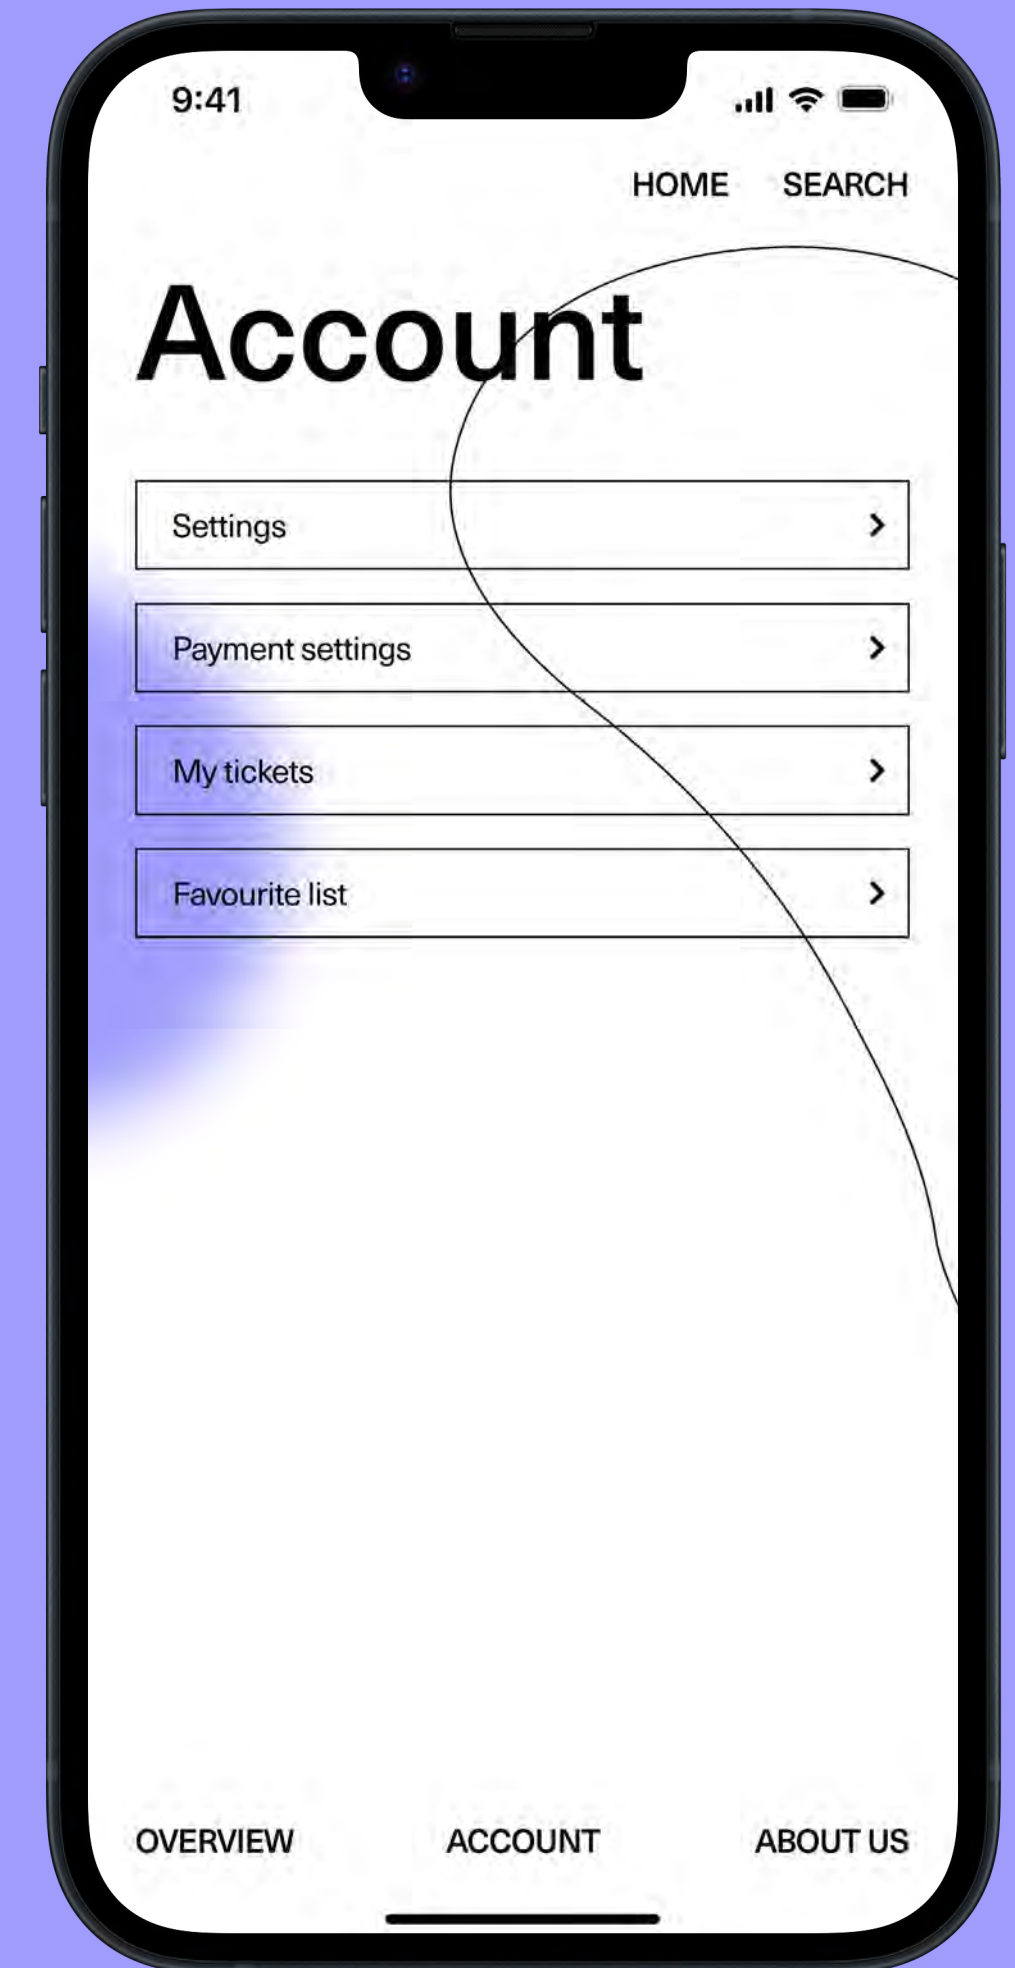 9:41
HOME SEARCH
Account
Settings
Payment settings
My tickets
Favourite list
OVERVIEW ACCOUNT ABOUT US